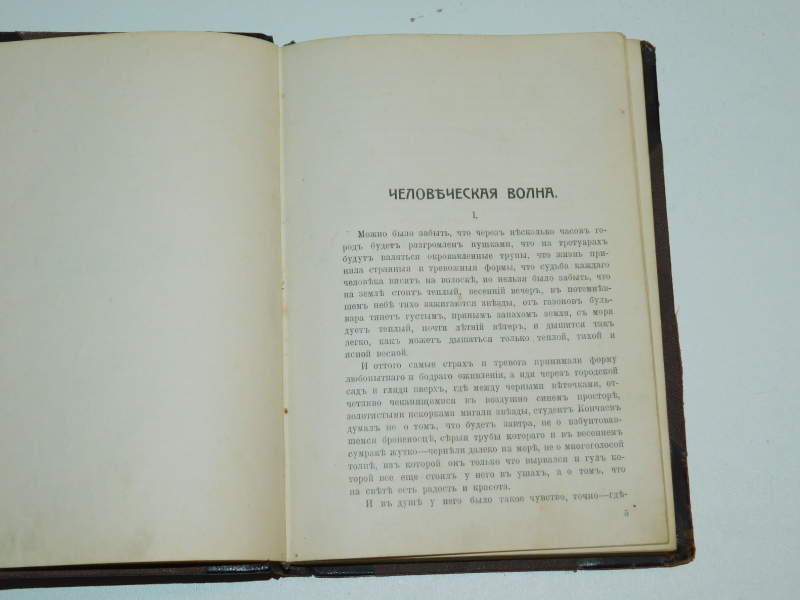 ЧЕЛОВѢЧЕСКАЯ ВОЛНА.
I.
Можно было забыть, что черезъ нѣсколько часовъ го-
родъ будетъ разгромленъ пушками, что на тротуарахъ
будутъ валяться окровавленные трупы, что жизнь при-
няла странныя и тревожныя формы, что судьба каждаго
человѣка виситъ на волоскѣ, но нельзя было забыть, что
на землѣ стоитъ теплый, весенній вечеръ, въ потемнѣв-
шемъ небѣ тихо зажигаются звѣзды, отъ газоновъ буль-
вара тянетъ густымъ, прянымъ запахомъ земли, съ моря
дуетъ теплый, почти лѣтній вѣтеръ, и дышится такъ
легко, какъ можетъ дышаться только теплой, тихой и
ясной весной.
И оттого самые страхъ и тревога принимали форму
любопытнаго и бодраго оживленія, а идя черезъ городской
садъ и глядя вверхъ, гдѣ между черными вѣточками, от-
четливо чеканящимися въ воздушно синемъ просторѣ,
золотистыми искорками мигали звѣзды, студентъ Кончаевъ
думалъ не о томъ, что будетъ завтра, не о взбунтовав-
шемся броненосцѣ, сѣрыя трубы котораго и въ весеннемъ
сумракѣ жутко—чернѣли далеко на морѣ, не о многоголосой
толпѣ, изъ которой онъ только что вырвался и гулъ ко-
торой все еще стоялъ у него въ ушахъ, а о томъ, что
на свѣтѣ есть радость и красота.
И въ душѣ у него было такое чувство, точно—гдѣ-
5